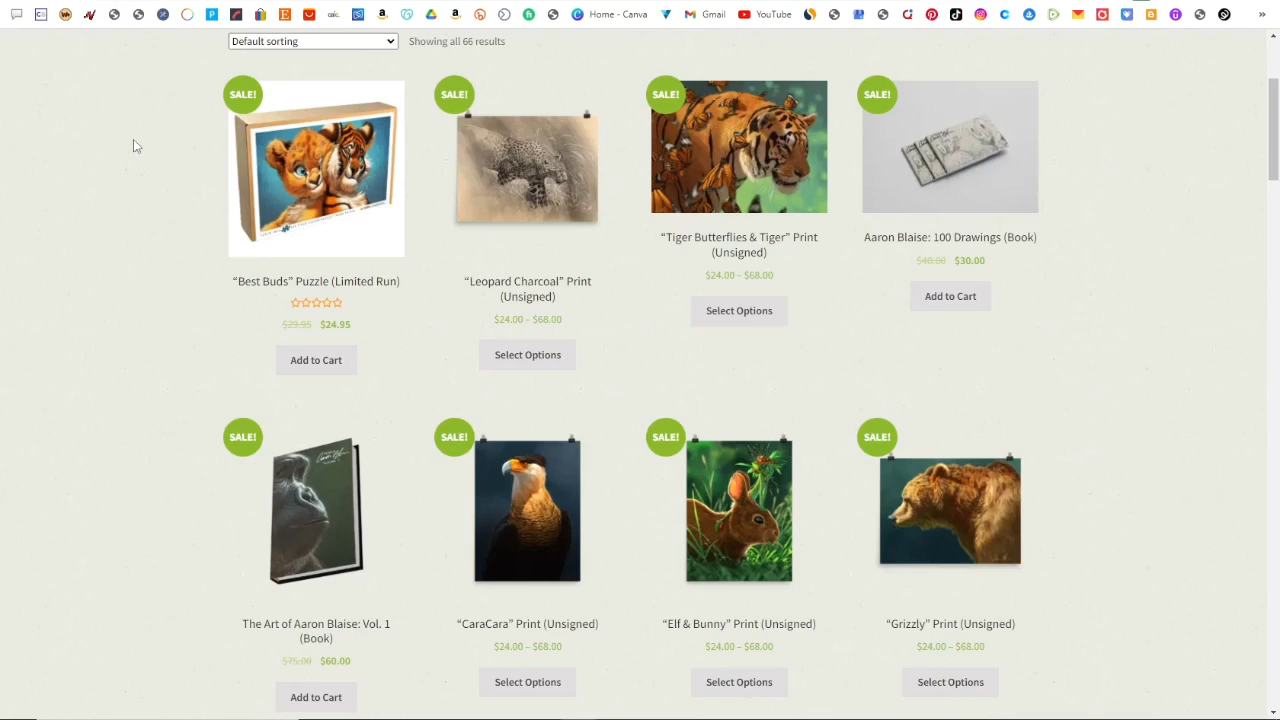 Home - Canva
Gmail
YouTube
»
Default sorting
Showing all 66 results
SALE!
SALE!
SALE!
SALE!
“Best Buds” Puzzle (Limited Run)
$29.95 $24.95
Add to Cart
“Leopard Charcoal” Print
(Unsigned)
$24.00 – $68.00
Select Options
“Tiger Butterflies & Tiger” Print
(Unsigned)
$24.00 – $68.00
Select Options
Aaron Blaise: 100 Drawings (Book)
$40.00 $30.00
Add to Cart
SALE!
SALE!
SALE!
SALE!
The Art of Aaron Blaise: Vol. 1
(Book)
$75.00 $60.00
Add to Cart
“CaraCara” Print (Unsigned)
$24.00 – $68.00
Select Options
“Elf & Bunny” Print (Unsigned)
$24.00 – $68.00
Select Options
“Grizzly” Print (Unsigned)
$24.00 – $68.00
Select Options